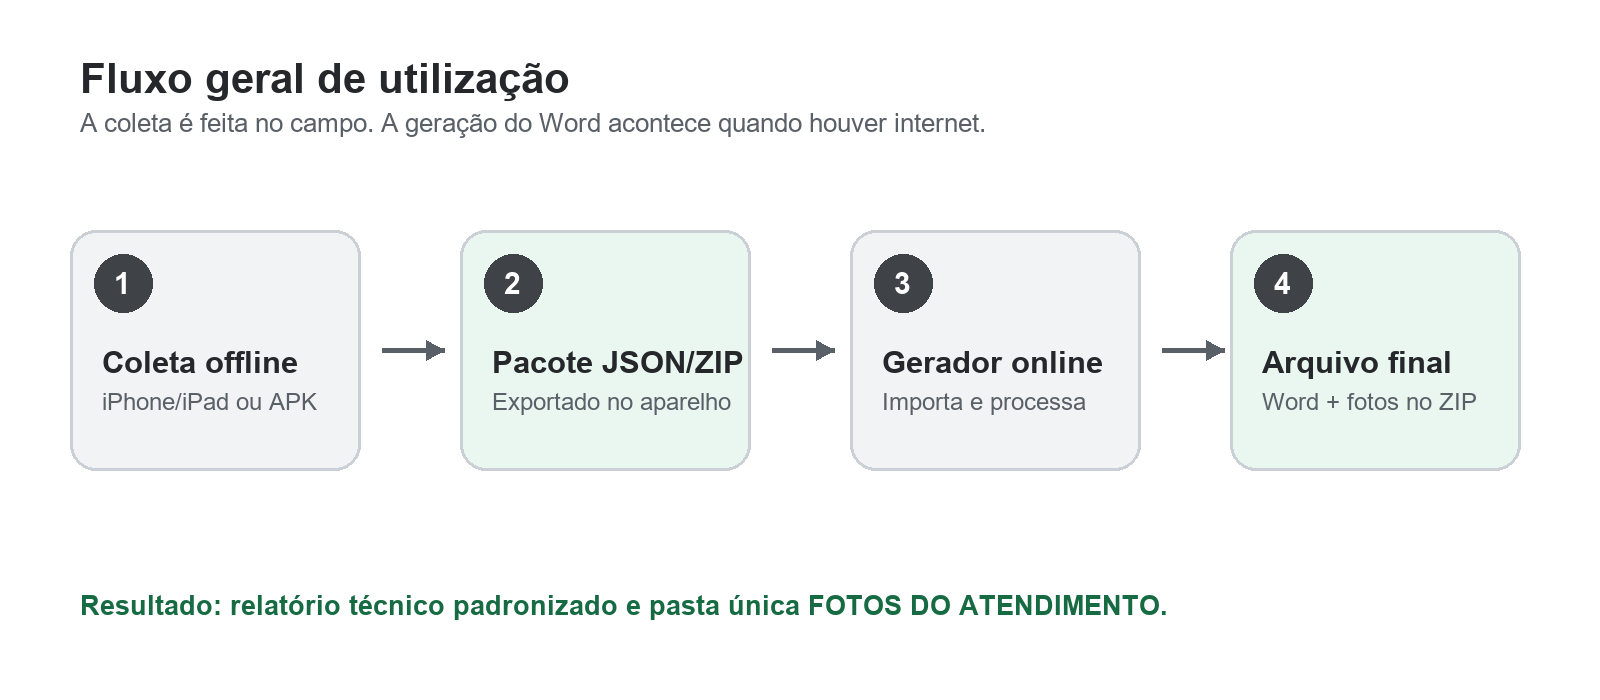 Fluxo geral de utilização
A coleta é feita no campo. A geração do Word acontece quando houver internet.
1
Coleta offline
iPhone/iPad ou APK
2
Pacote JSON/ZIP
Exportado no aparelho
3
Gerador online
Importa e processa
4
Arquivo final
Word + fotos no ZIP
Resultado: relatório técnico padronizado e pasta única FOTOS DO ATENDIMENTO.